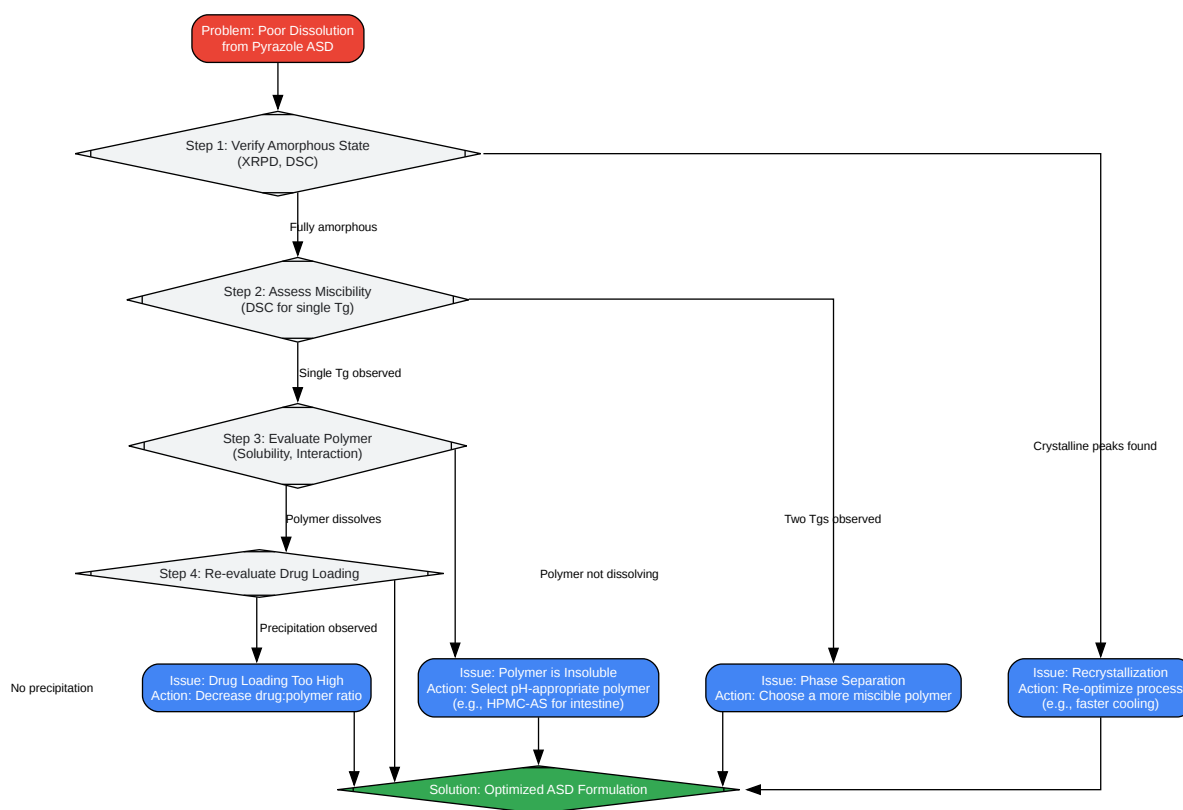 Problem: Poor Dissolution
from Pyrazole ASD
Step 1: Verify Amorphous State
(XRPD, DSC)
Fully amorphous
Step 2: Assess Miscibility
(DSC for single Tg)
Single Tg observed
Step 3: Evaluate Polymer
(Solubility, Interaction)
Crystalline peaks found
Polymer dissolves
Two Tgs observed
Step 4: Re-evaluate Drug Loading
Polymer not dissolving
Precipitation observed
No precipitation
Issue: Drug Loading Too High
Action: Decrease drug:polymer ratio
Issue: Polymer is Insoluble
Action: Select pH-appropriate polymer
(e.g., HPMC-AS for intestine)
Issue: Phase Separation
Action: Choose a more miscible polymer
Issue: Recrystallization
Action: Re-optimize process
(e.g., faster cooling)
Solution: Optimized ASD Formulation